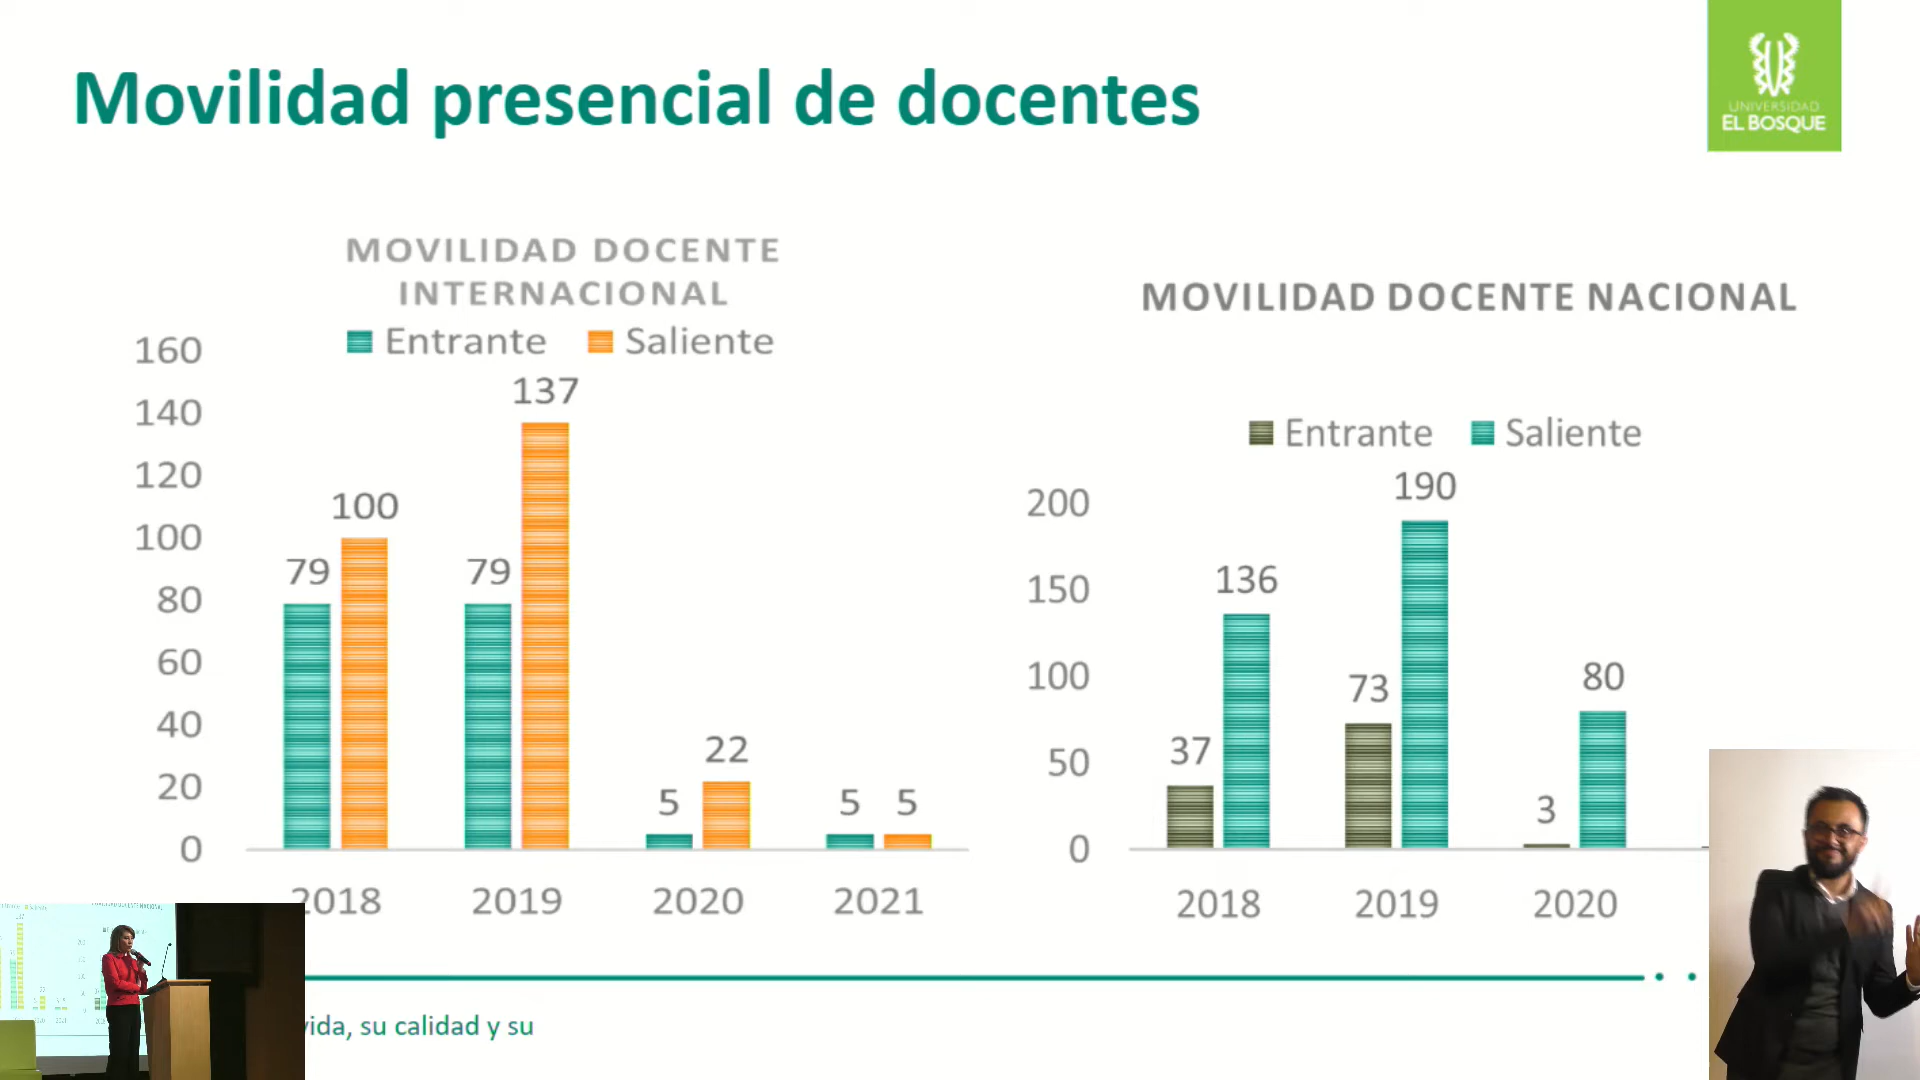 Movilidad presencial de docentes
UNIVERSIDAD
EL BOSQUE
MOVILIDAD DOCENTE
INTERNACIONAL
Entrante Saliente
160
140
120
100
80
60
40
20
0
79 100
79 137
5 22
5 5
2018 2019 2020 2021
MOVILIDAD DOCENTE NACIONAL
Entrante Saliente
200
150
100
50
0
37 136
73 190
3 80
2018 2019 2020
vida, su calidad y su